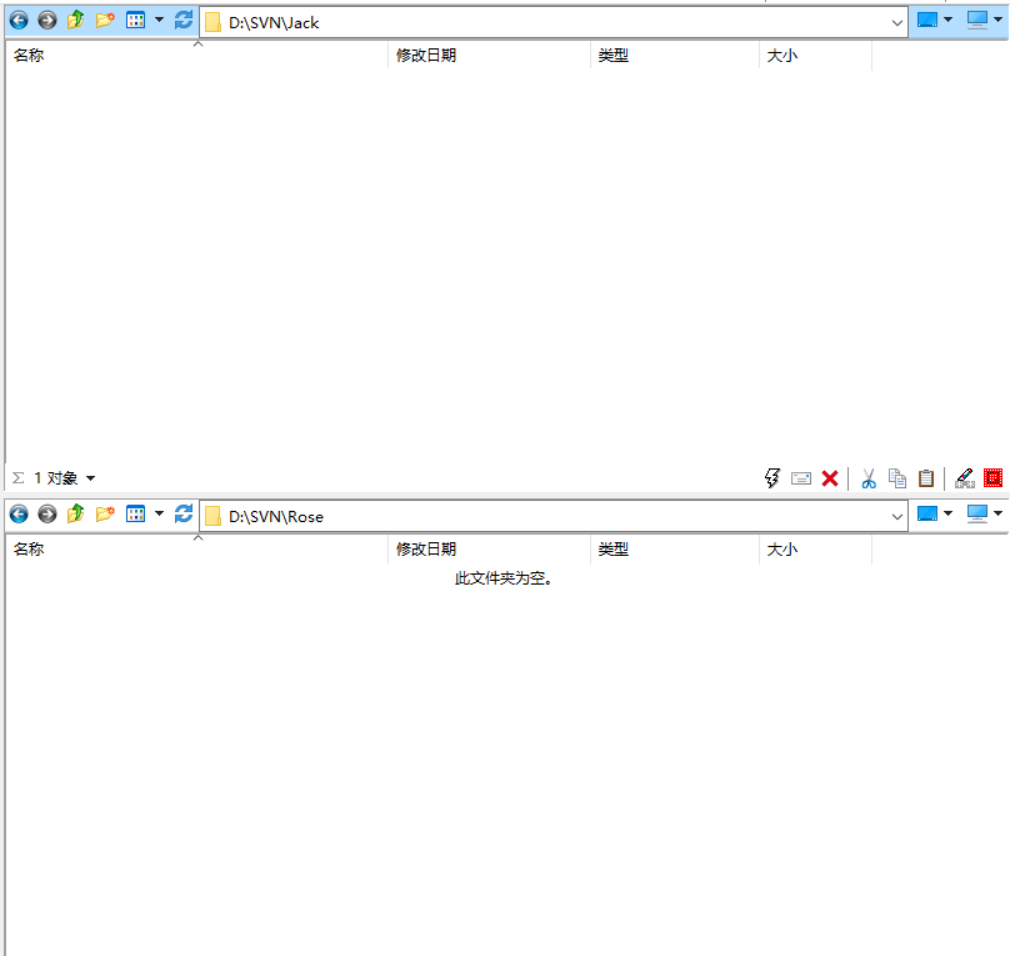 D:\SVN\Jack
名称 修改日期 类型 大小
Σ 1 对象
D:\SVN\Rose
名称 修改日期 类型 大小
此文件夹为空。